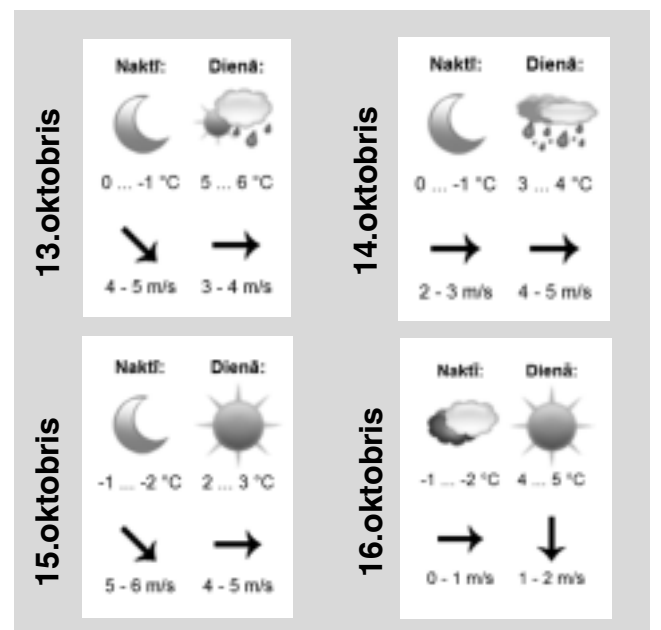 13.oktobris
Naktī: Dienā:
0 ... -1 °C 5 ... 6 °C
4 - 5 m/s 3 - 4 m/s
14.oktobris
Naktī: Dienā:
0 ... -1 °C 3 ... 4 °C
2 - 3 m/s 4 - 5 m/s
15.oktobris
Naktī: Dienā:
-1 ... -2 °C 2 ... 3 °C
5 - 6 m/s 4 - 5 m/s
16.oktobris
Naktī: Dienā:
-1 ... -2 °C 4 ... 5 °C
0 - 1 m/s 1 - 2 m/s